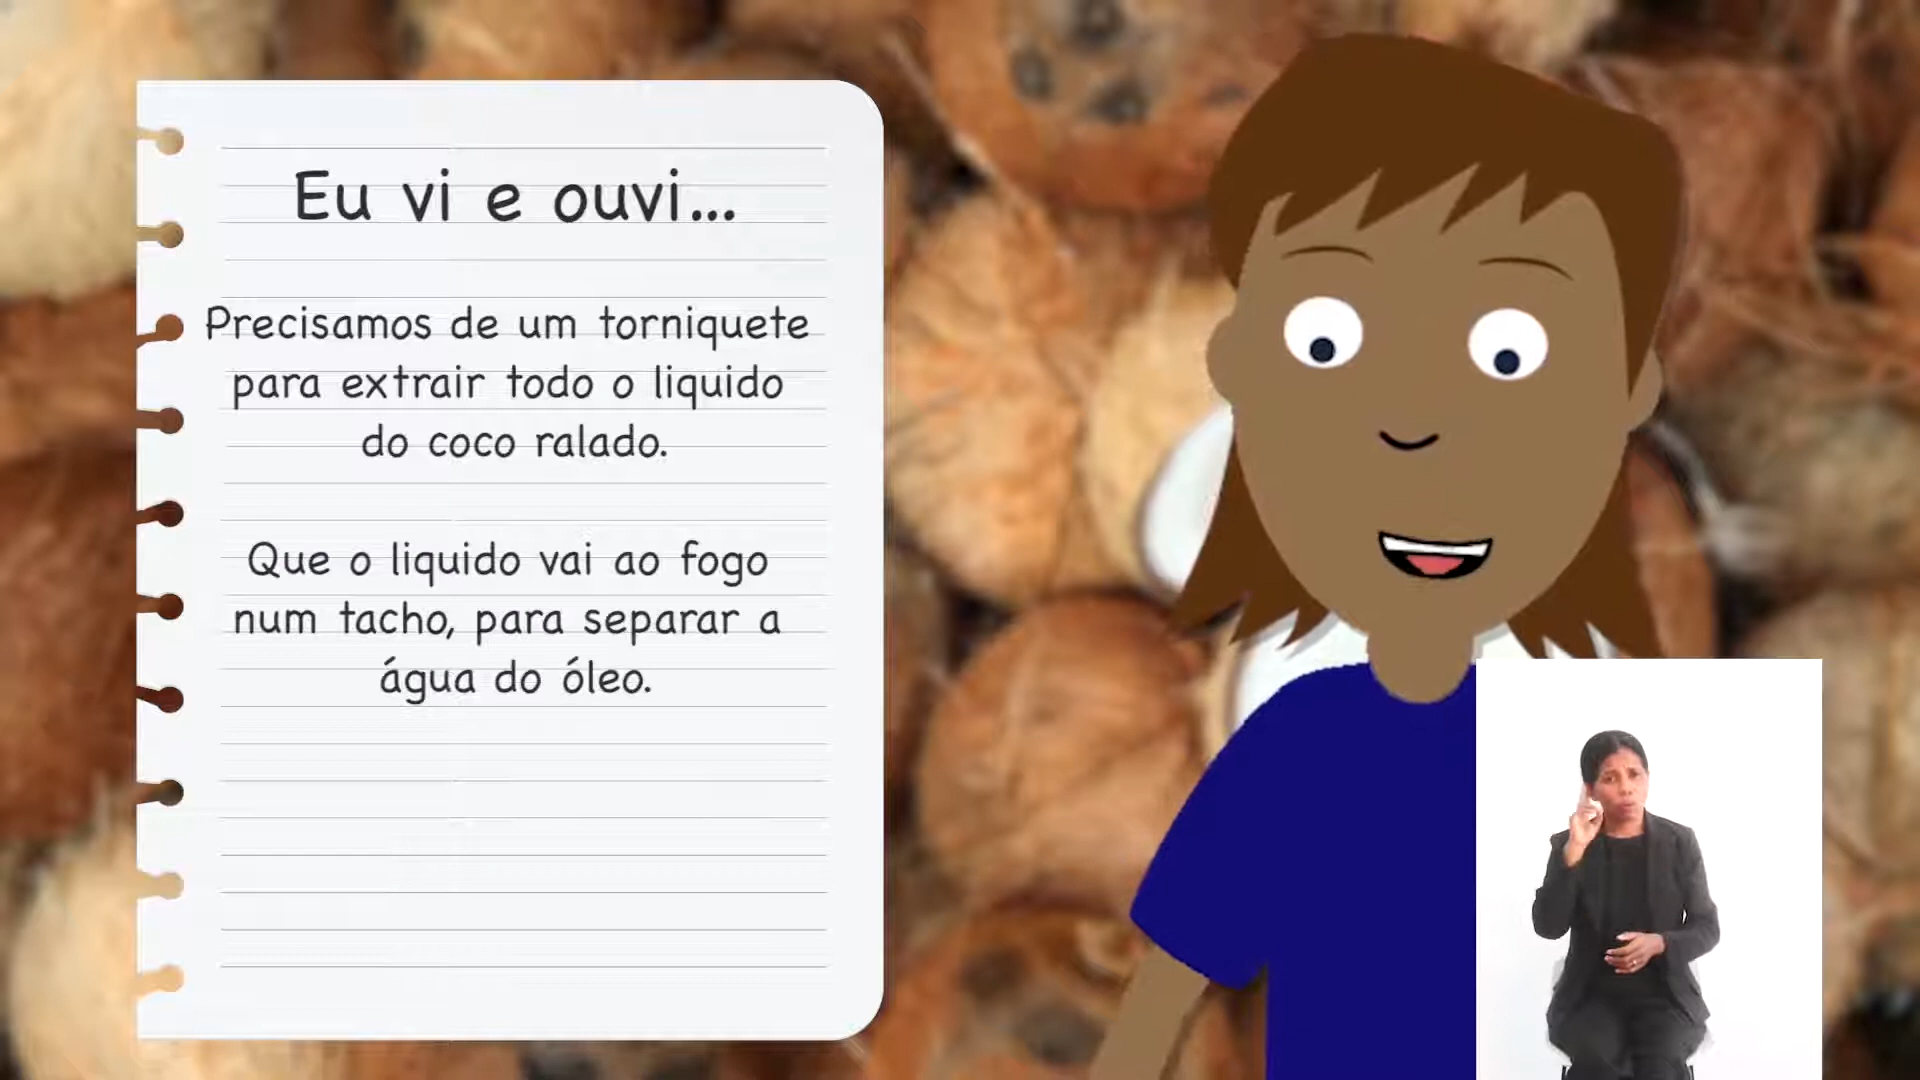 Eu vi e ouvi...
Precisamos de um torniquete
para extrair todo o liquido
do coco ralado.
Que o liquido vai ao fogo
num tacho, para separar a
água do óleo.